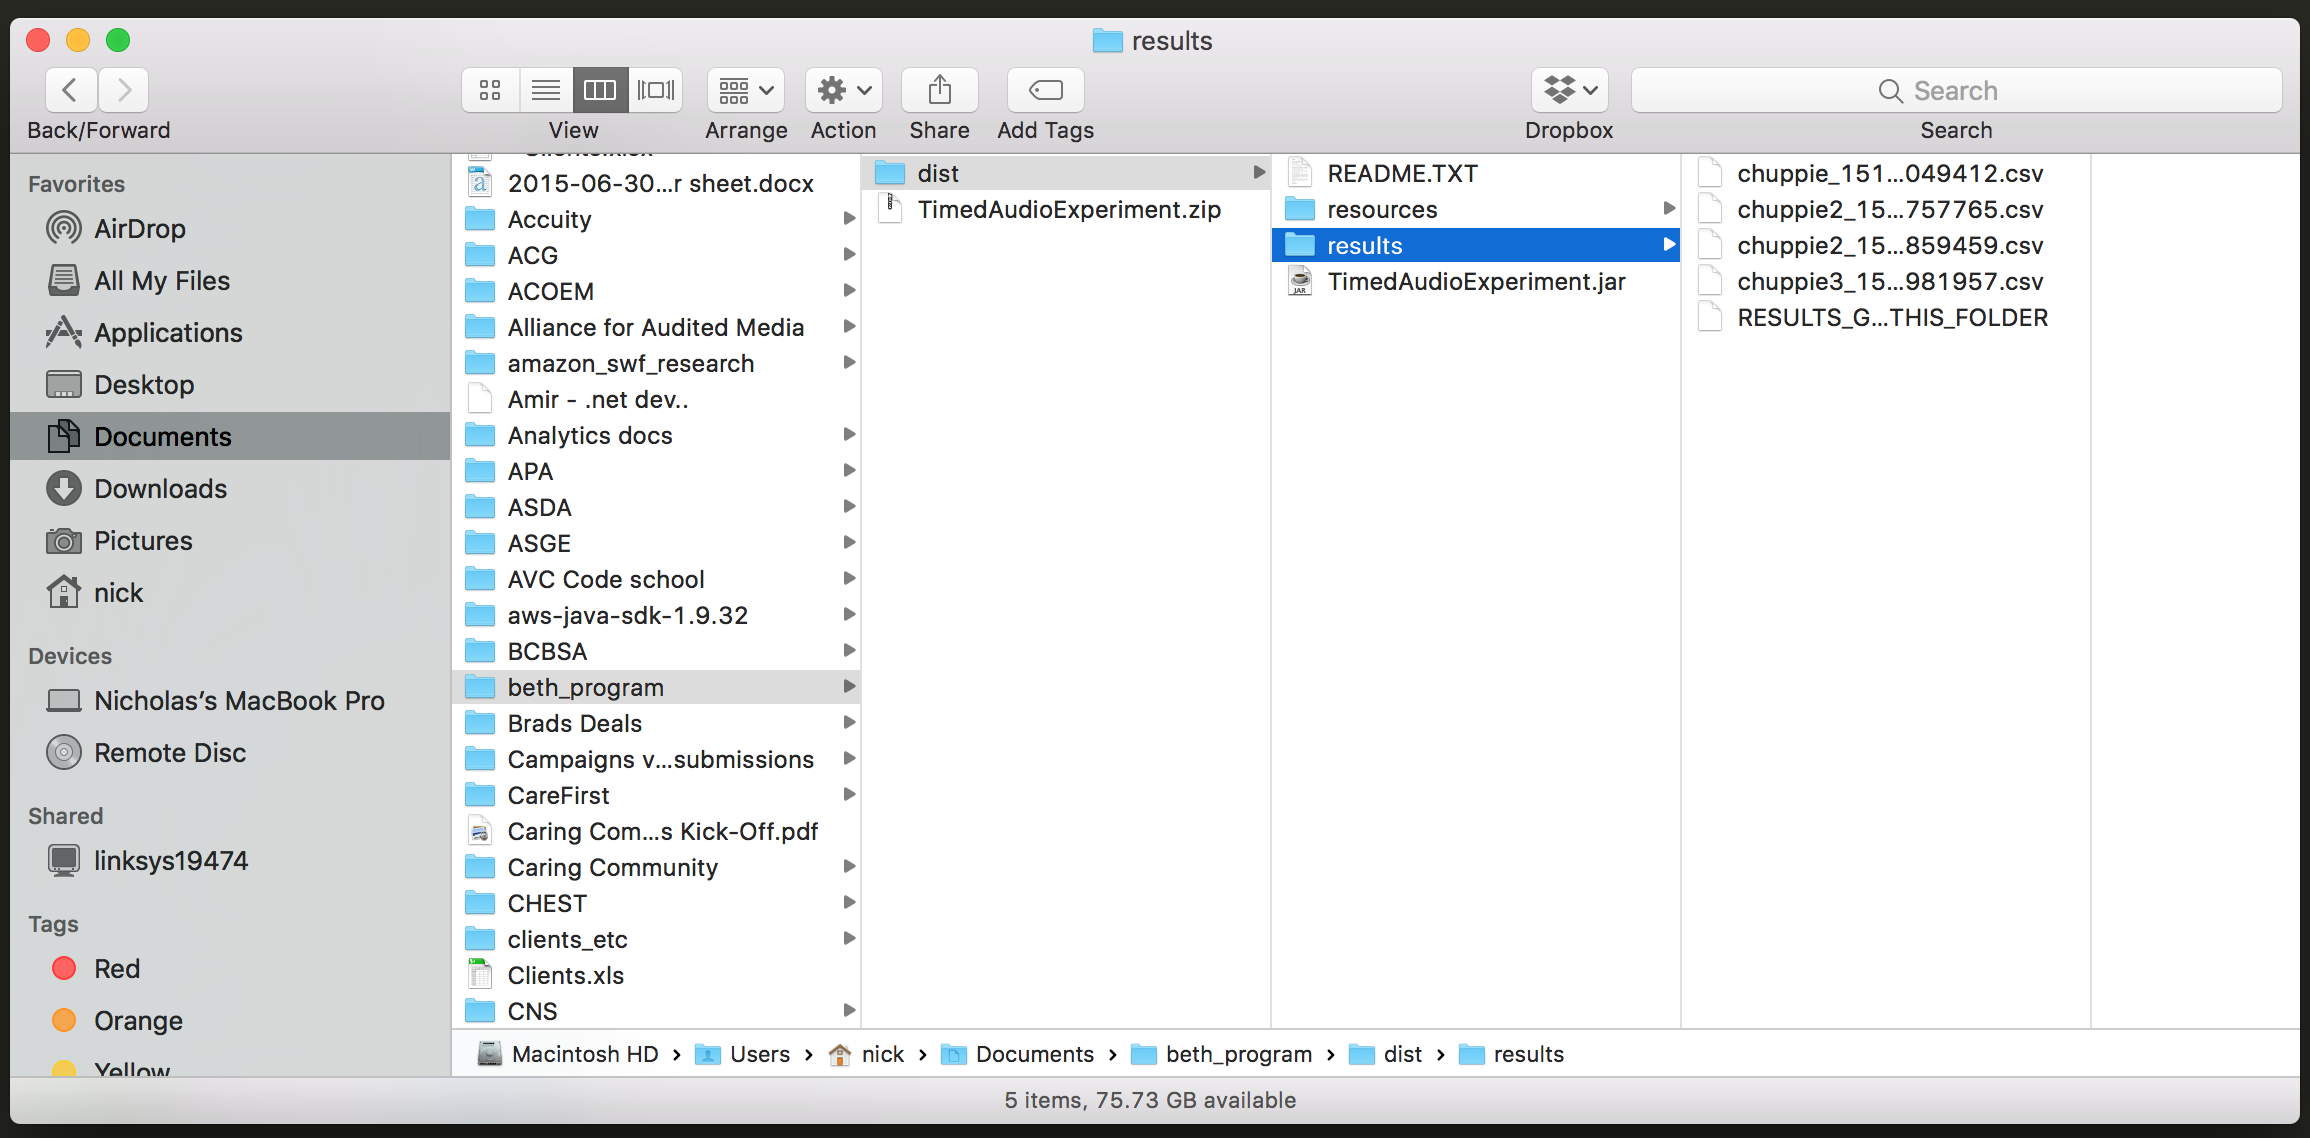 results
Back/Forward
View
Arrange
Action
Share
Add Tags
Dropbox
Search
Search
Favorites
AirDrop
All My Files
Applications
Desktop
Documents
Downloads
Pictures
nick
Devices
Nicholas’s MacBook Pro
Remote Disc
Shared
linksys19474
Tags
Red
Orange
Yellow
2015-06-30...r sheet.docx
Accuity
ACG
ACOEM
Alliance for Audited Media
amazon_swf_research
Amir - .net dev..
Analytics docs
APA
ASDA
ASGE
AVC Code school
aws-java-sdk-1.9.32
BCBSA
beth_program
Brads Deals
Campaigns v...submissions
CareFirst
Caring Com...s Kick-Off.pdf
Caring Community
CHEST
clients_etc
Clients.xls
CNS
dist
TimedAudioExperiment.zip
README.TXT
resources
results
TimedAudioExperiment.jar
JAR
chuppie_151...049412.csv
chuppie2_15...757765.csv
chuppie2_15...859459.csv
chuppie3_15...981957.csv
RESULTS_G...THIS_FOLDER
Macintosh HD › Users › nick › Documents › beth_program › dist › results
5 items, 75.73 GB available